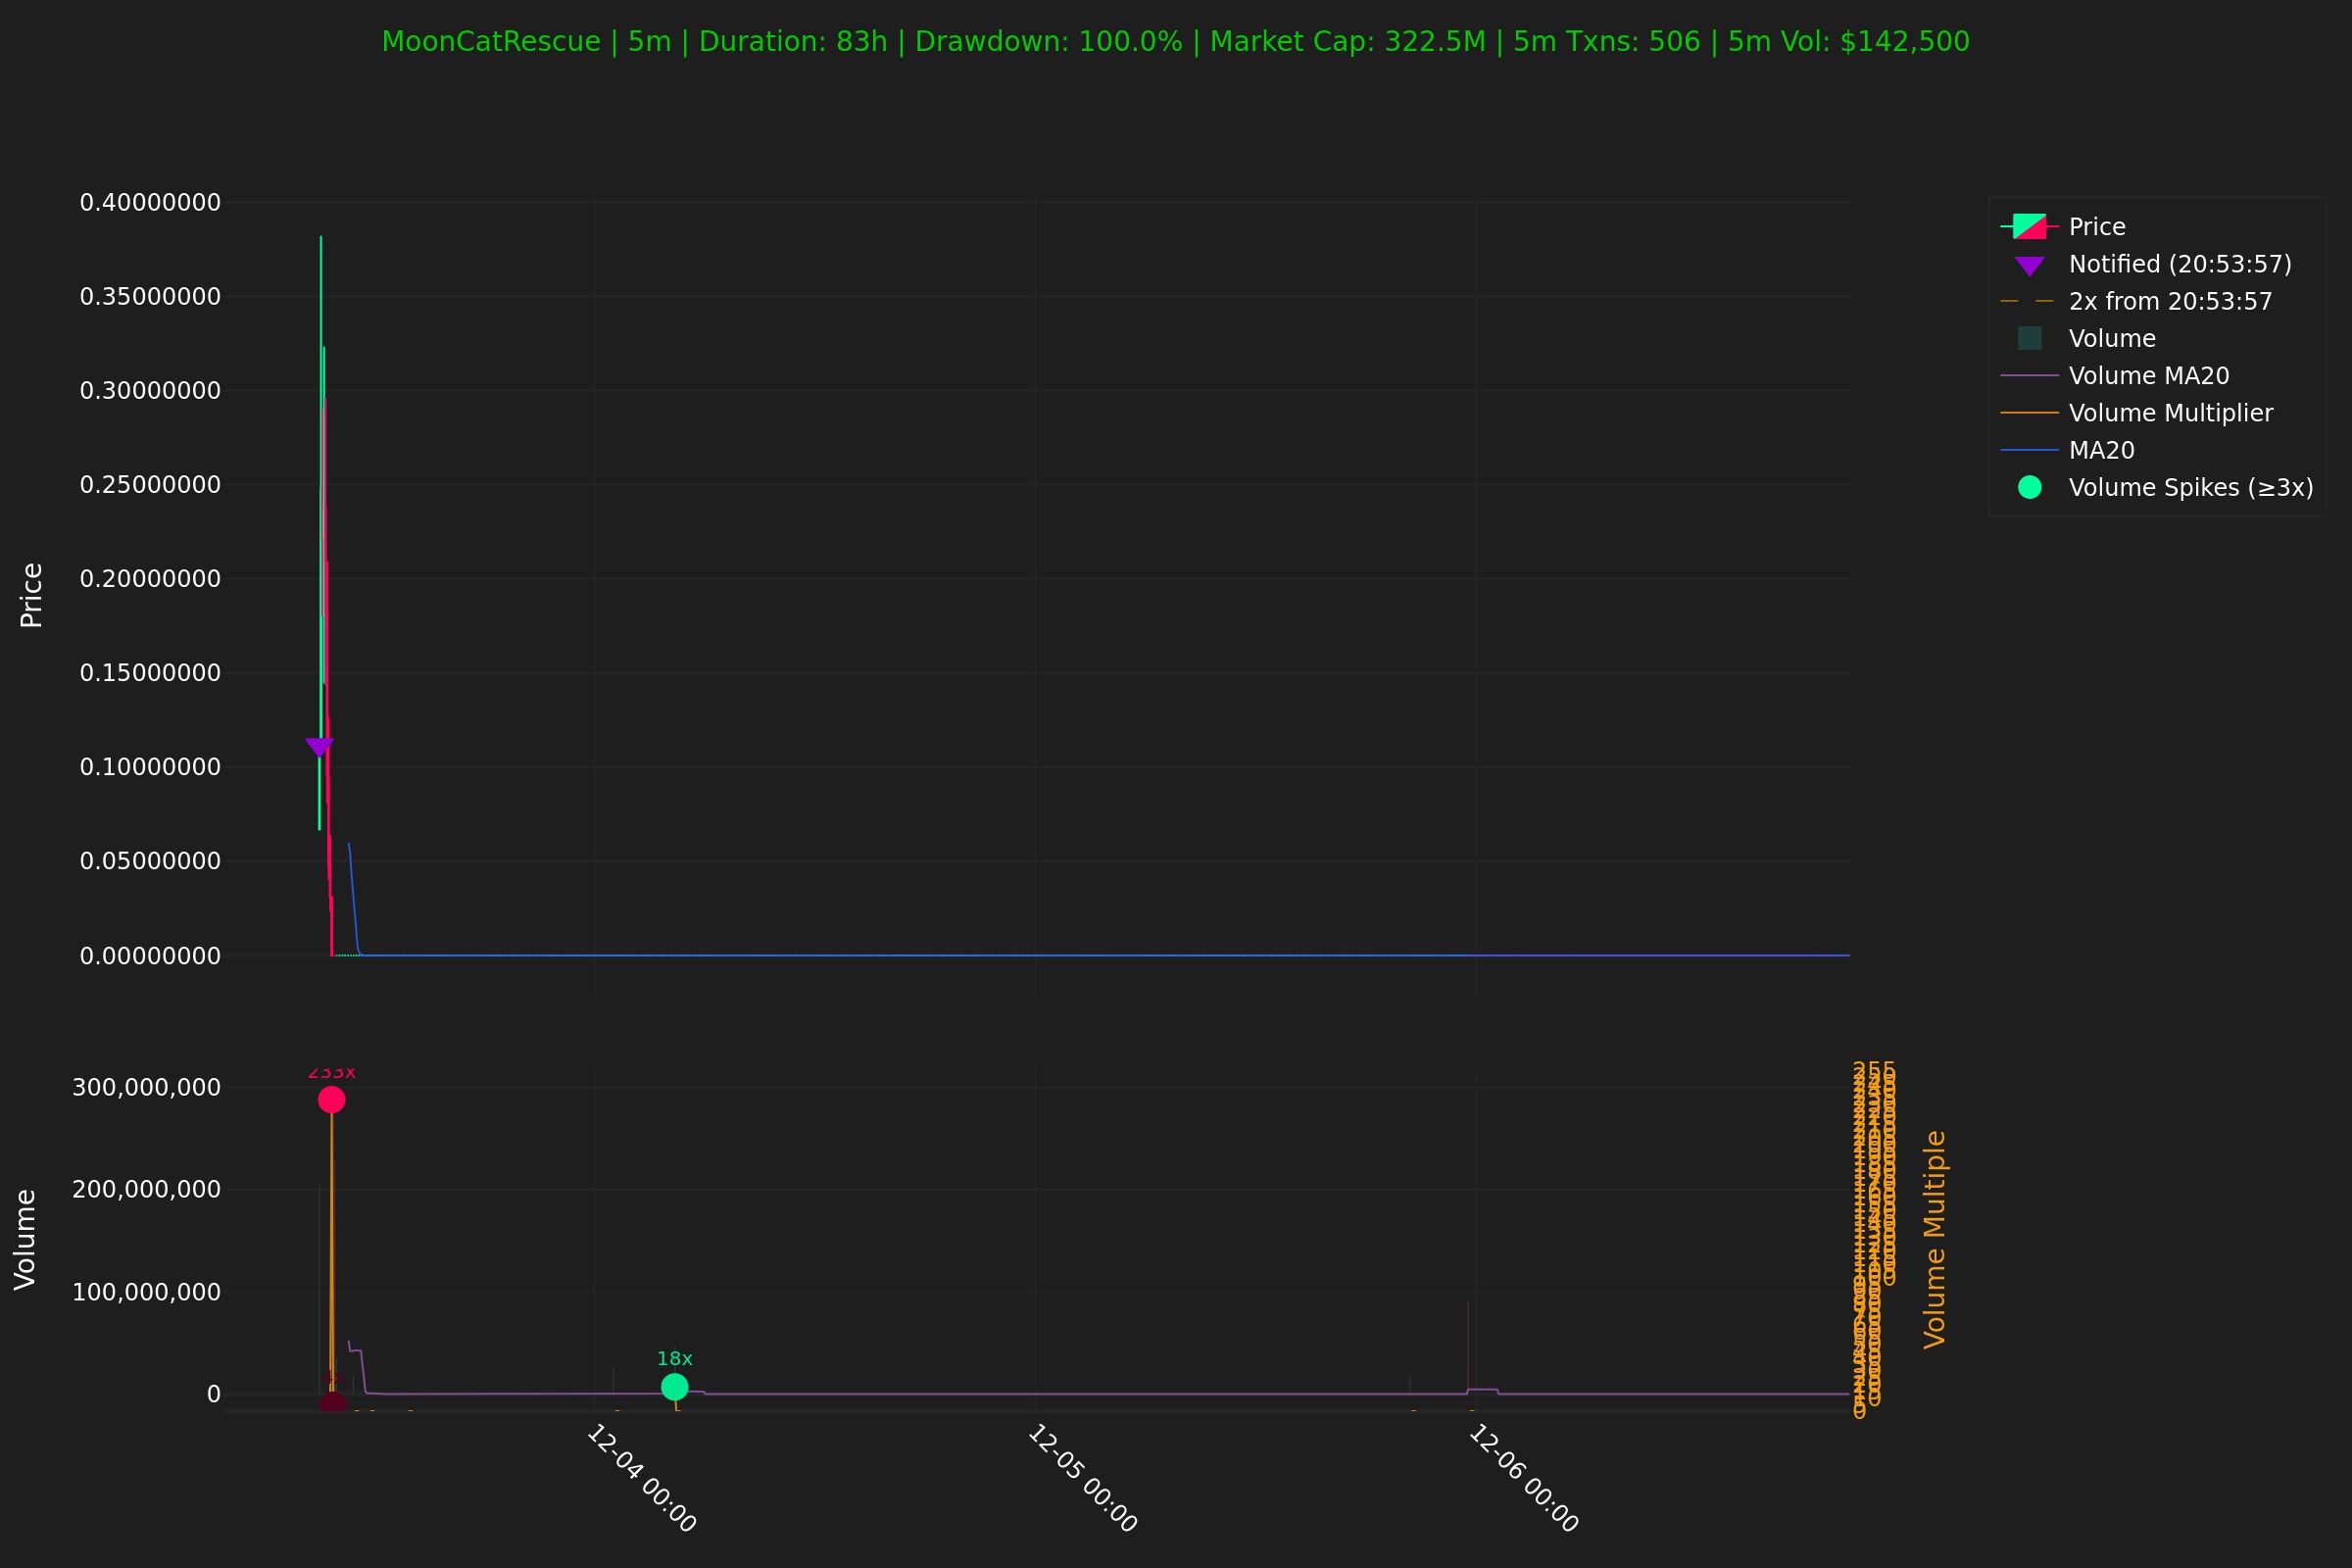 MoonCatRescue | 5m | Duration: 83h | Drawdown: 100.0% | Market Cap: 322.5M | 5m Txns: 506 | 5m Vol: $142,500
Price
0.40000000
0.35000000
0.30000000
0.25000000
0.20000000
0.15000000
0.10000000
0.05000000
0.00000000
Price
Notified (20:53:57)
2x from 20:53:57
Volume
Volume MA20
Volume Multiplier
MA20
Volume Spikes (≥3x)
Volume
300,000,000
200,000,000
100,000,000
0
233x
18x
Volume Multiple
12-04 00:00
12-05 00:00
12-06 00:00